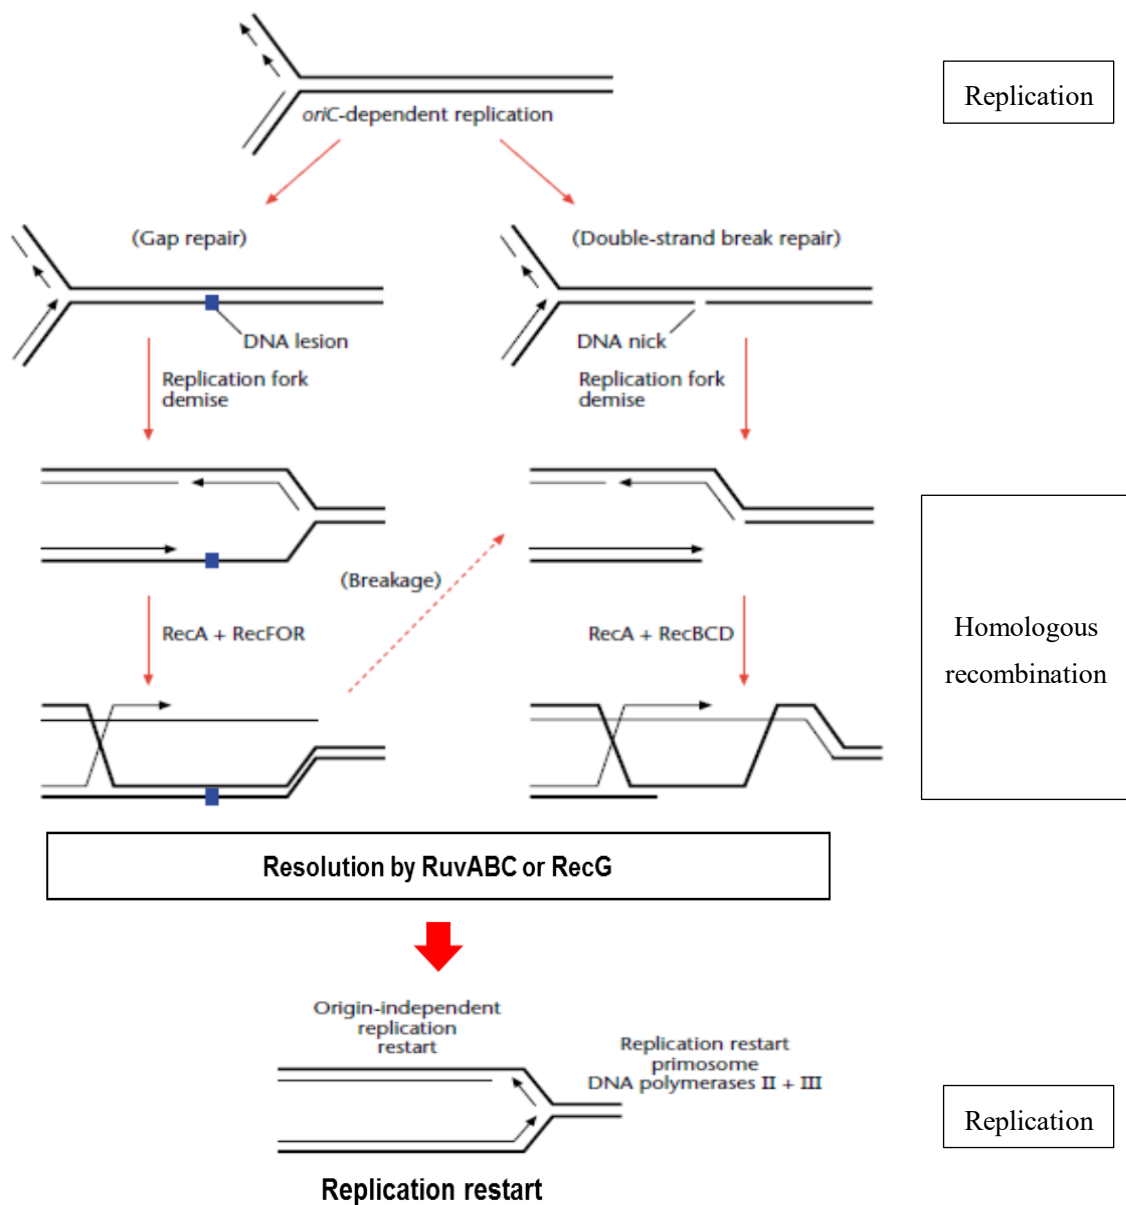 Replication
oriC-dependent replication
(Gap repair)
(Double-strand break repair)
DNA lesion
DNA nick
Replication fork
demise
Replication fork
demise
(Breakage)
RecA + RecFOR
RecA + RecBCD
Homologous
recombination
Resolution by RuvABC or RecG
Origin-independent
replication
restart
Replication restart
primosome
DNA polymerases II + III
Replication
Replication restart